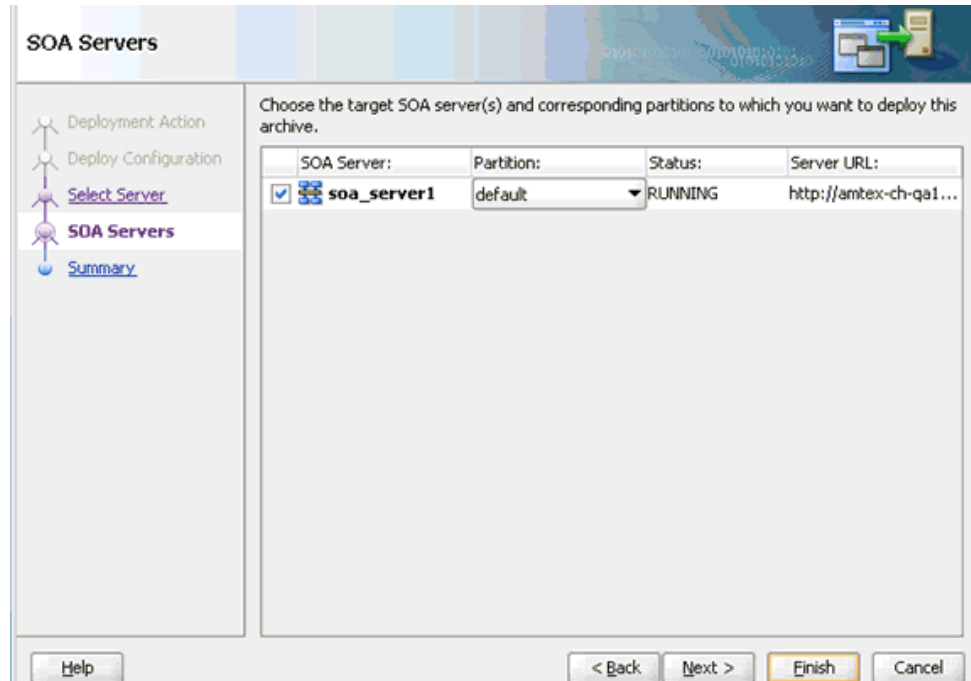 SOA Servers
Deployment Action
Deploy Configuration
Select Server
SOA Servers
Summary
Choose the target SOA server(s) and corresponding partitions to which you want to deploy this
archive.
SOA Server: Partition: Status: Server URL:
soa_server1 default RUNNING http://amtex-ch-qa1...
Help < Back Next > Finish Cancel